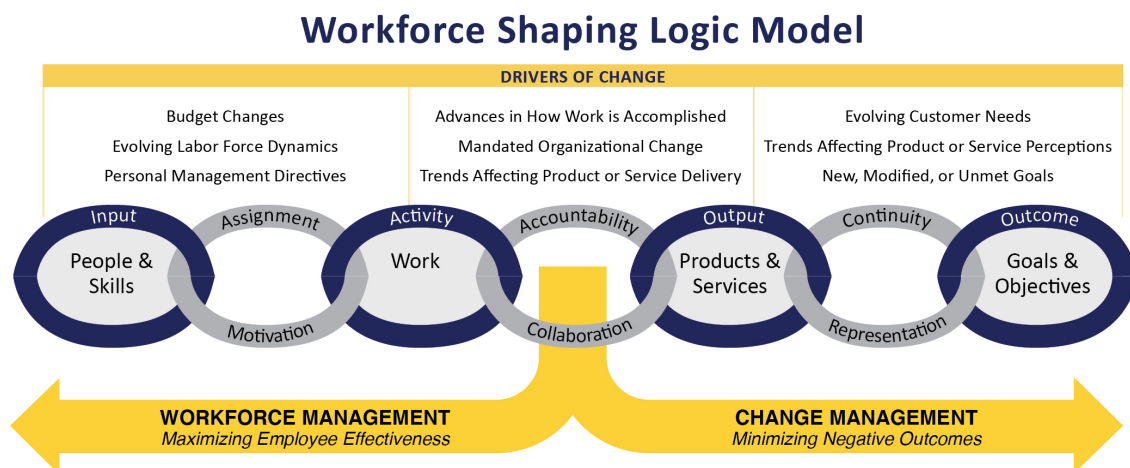 Workforce Shaping Logic Model
DRIVERS OF CHANGE
Budget Changes
Evolving Labor Force Dynamics
Personal Management Directives
Advances in How Work is Accomplished
Mandated Organizational Change
Trends Affecting Product or Service Delivery
Evolving Customer Needs
Trends Affecting Product or Service Perceptions
New, Modified, or Unmet Goals
Input
People &
Skills
Assignment
Motivation
Activity
Work
Accountability
Collaboration
Output
Products &
Services
Continuity
Representation
Outcome
Goals &
Objectives
WORKFORCE MANAGEMENT
Maximizing Employee Effectiveness
CHANGE MANAGEMENT
Minimizing Negative Outcomes